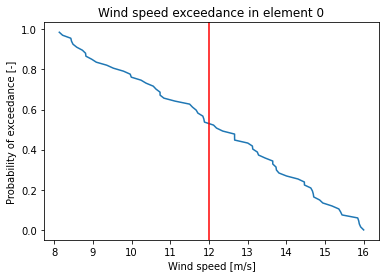 Wind speed exceedance in element 0
Probability of exceedance [-]
1.0
0.8
0.6
0.4
0.2
0.0
8 9 10 11 12 13 14 15 16
Wind speed [m/s]